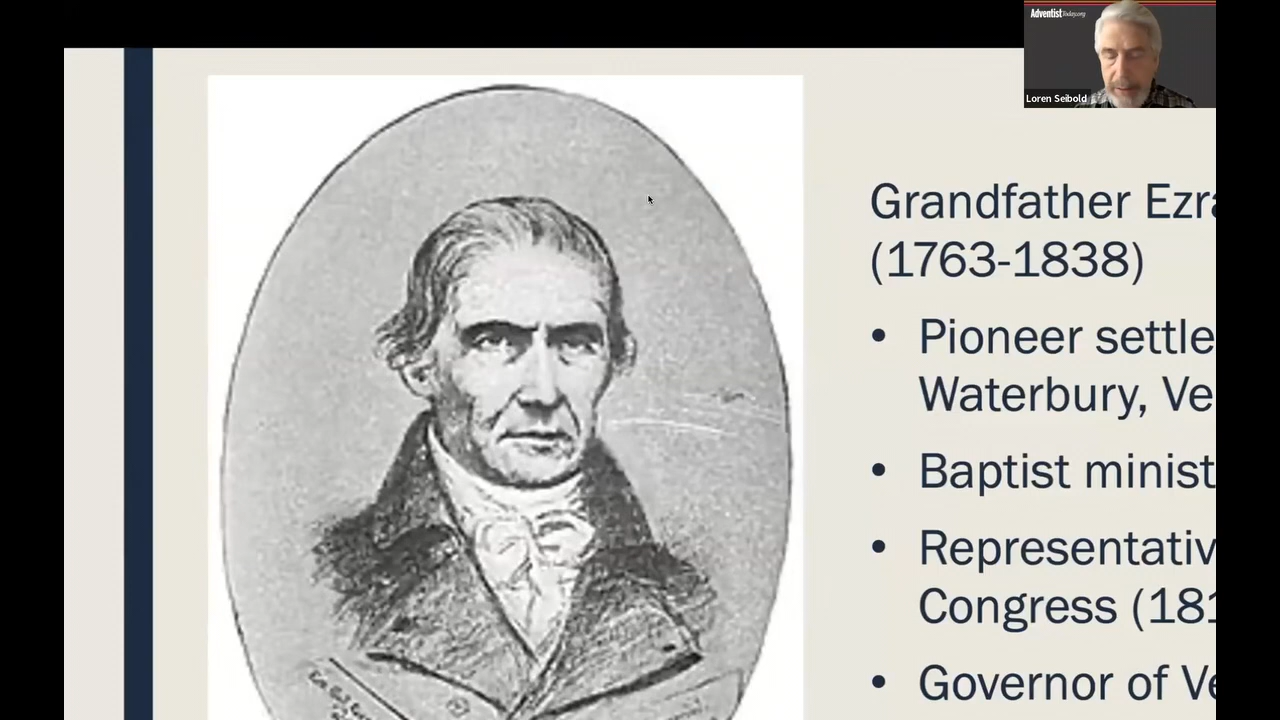 AdventistToday.org
Loren Seibold
Grandfather Ezra
(1763-1838)
• Pioneer settle
Waterbury, Ve
• Baptist minist
• Representativ
Congress (181
• Governor of Ve